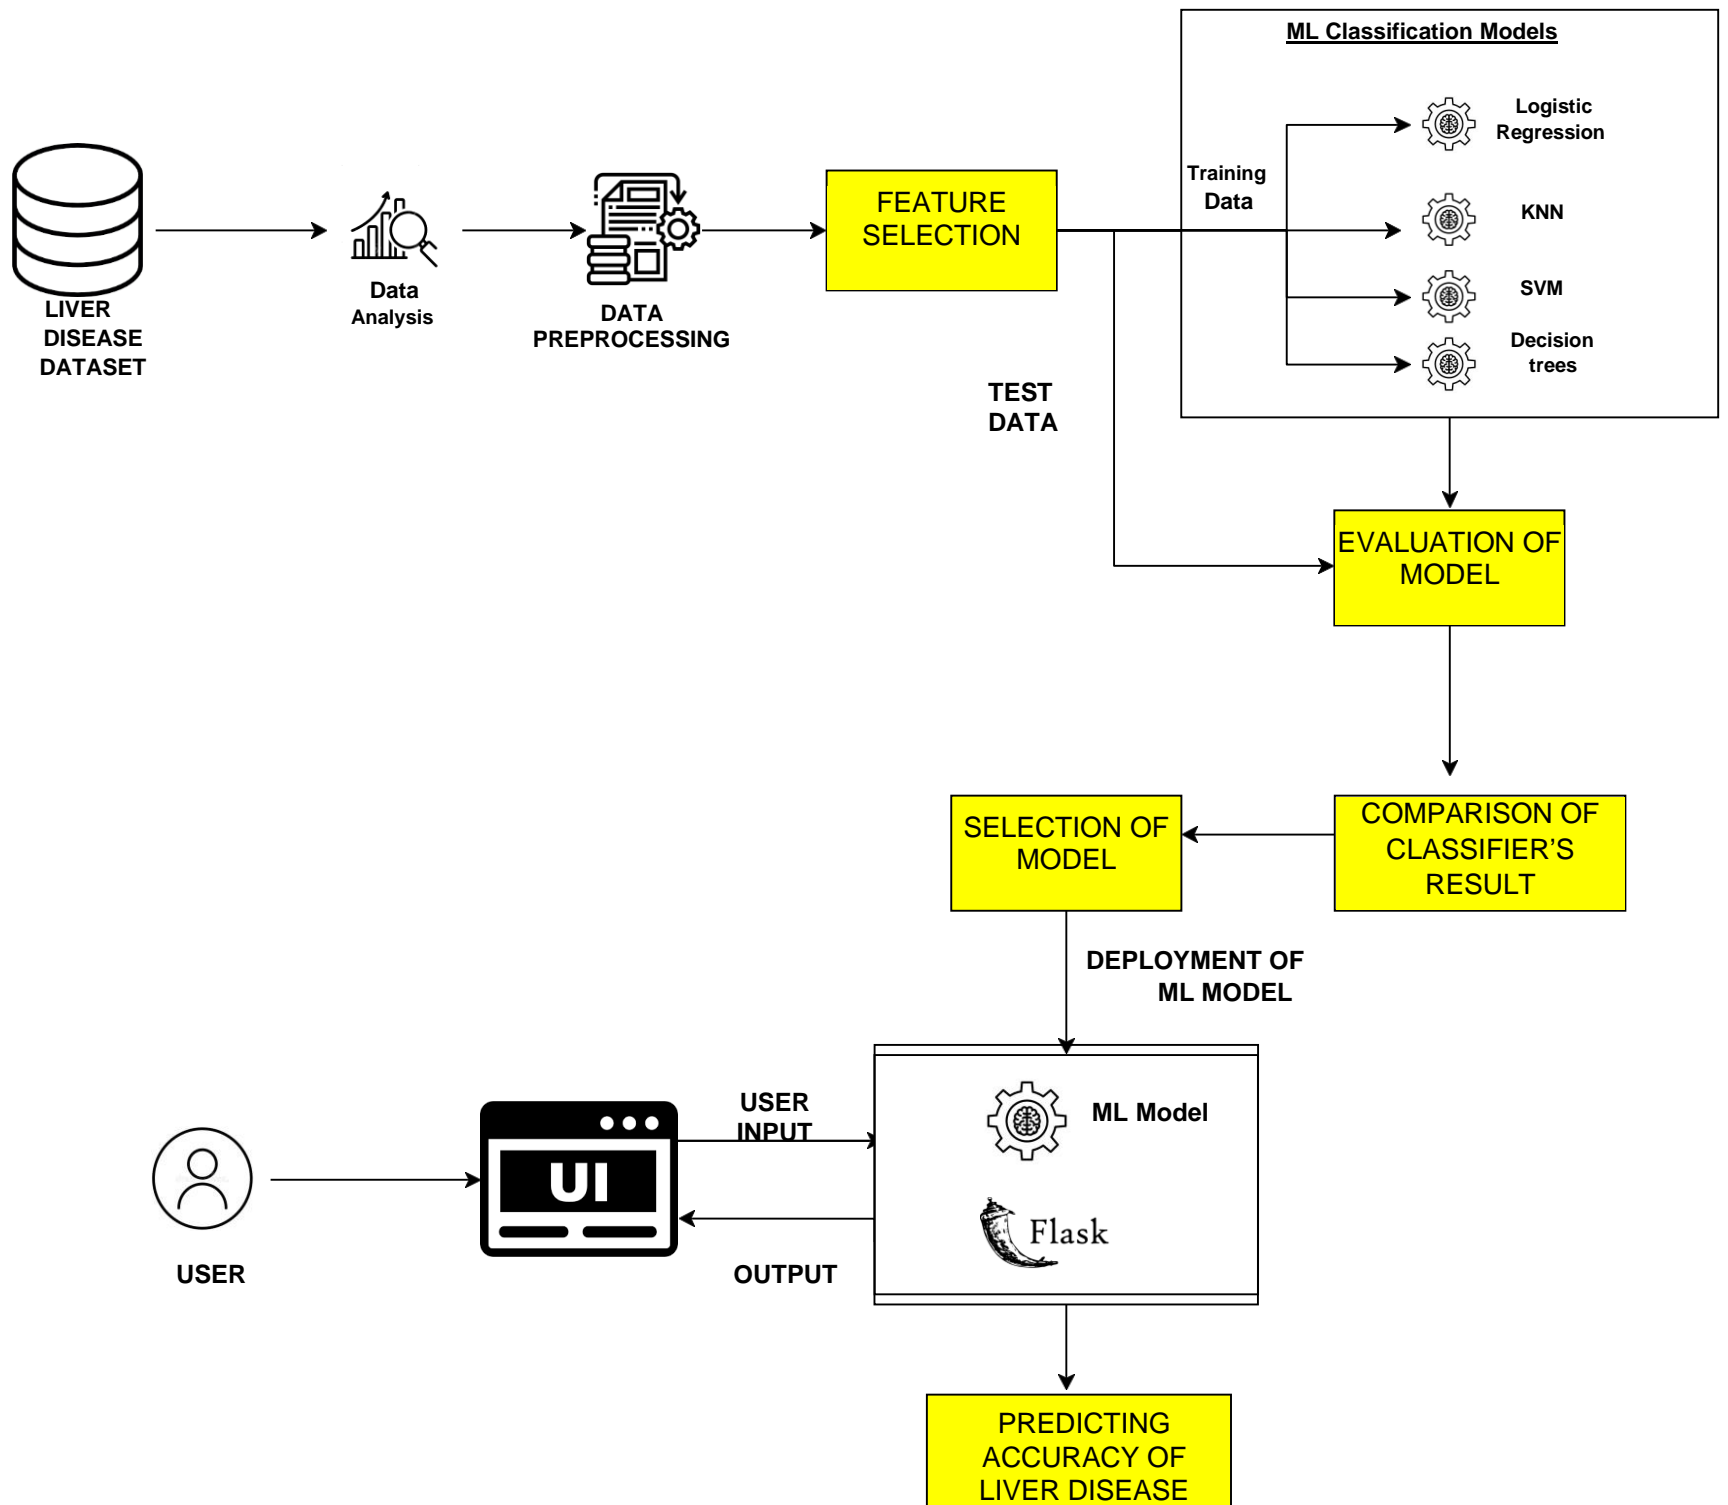 ML Classification Models
Logistic
Regression
Training
Data
KNN
SVM
Decision
trees
FEATURE
SELECTION
LIVER
DISEASE
DATASET
Data
Analysis
DATA
PREPROCESSING
TEST
DATA
EVALUATION OF
MODEL
COMPARISON OF
CLASSIFIER'S
RESULT
SELECTION OF
MODEL
DEPLOYMENT OF
ML MODEL
USER
INPUT
ML Model
UI
Flask
USER
OUTPUT
PREDICTING
ACCURACY OF
LIVER DISEASE